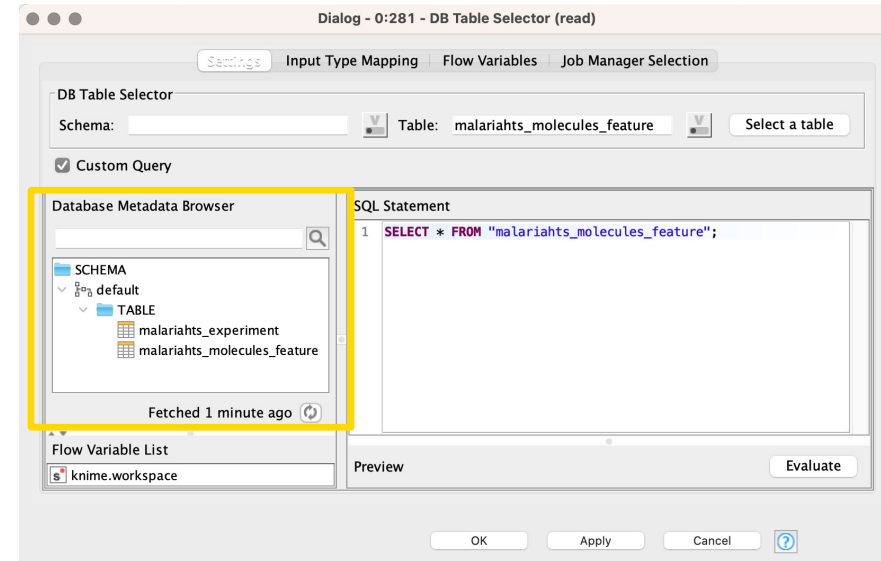 Dialog - 0:281 - DB Table Selector (read)
Settings Input Type Mapping Flow Variables Job Manager Selection
DB Table Selector
Schema: V Table: malariahts_molecules_feature V Select a table
Custom Query
Database Metadata Browser
SCHEMA
default
TABLE
malariahts_experiment
malariahts_molecules_feature
Fetched 1 minute ago
Flow Variable List
s knime.workspace
SQL Statement
1 SELECT * FROM "malariahts_molecules_feature";
Preview Evaluate
OK Apply Cancel ?